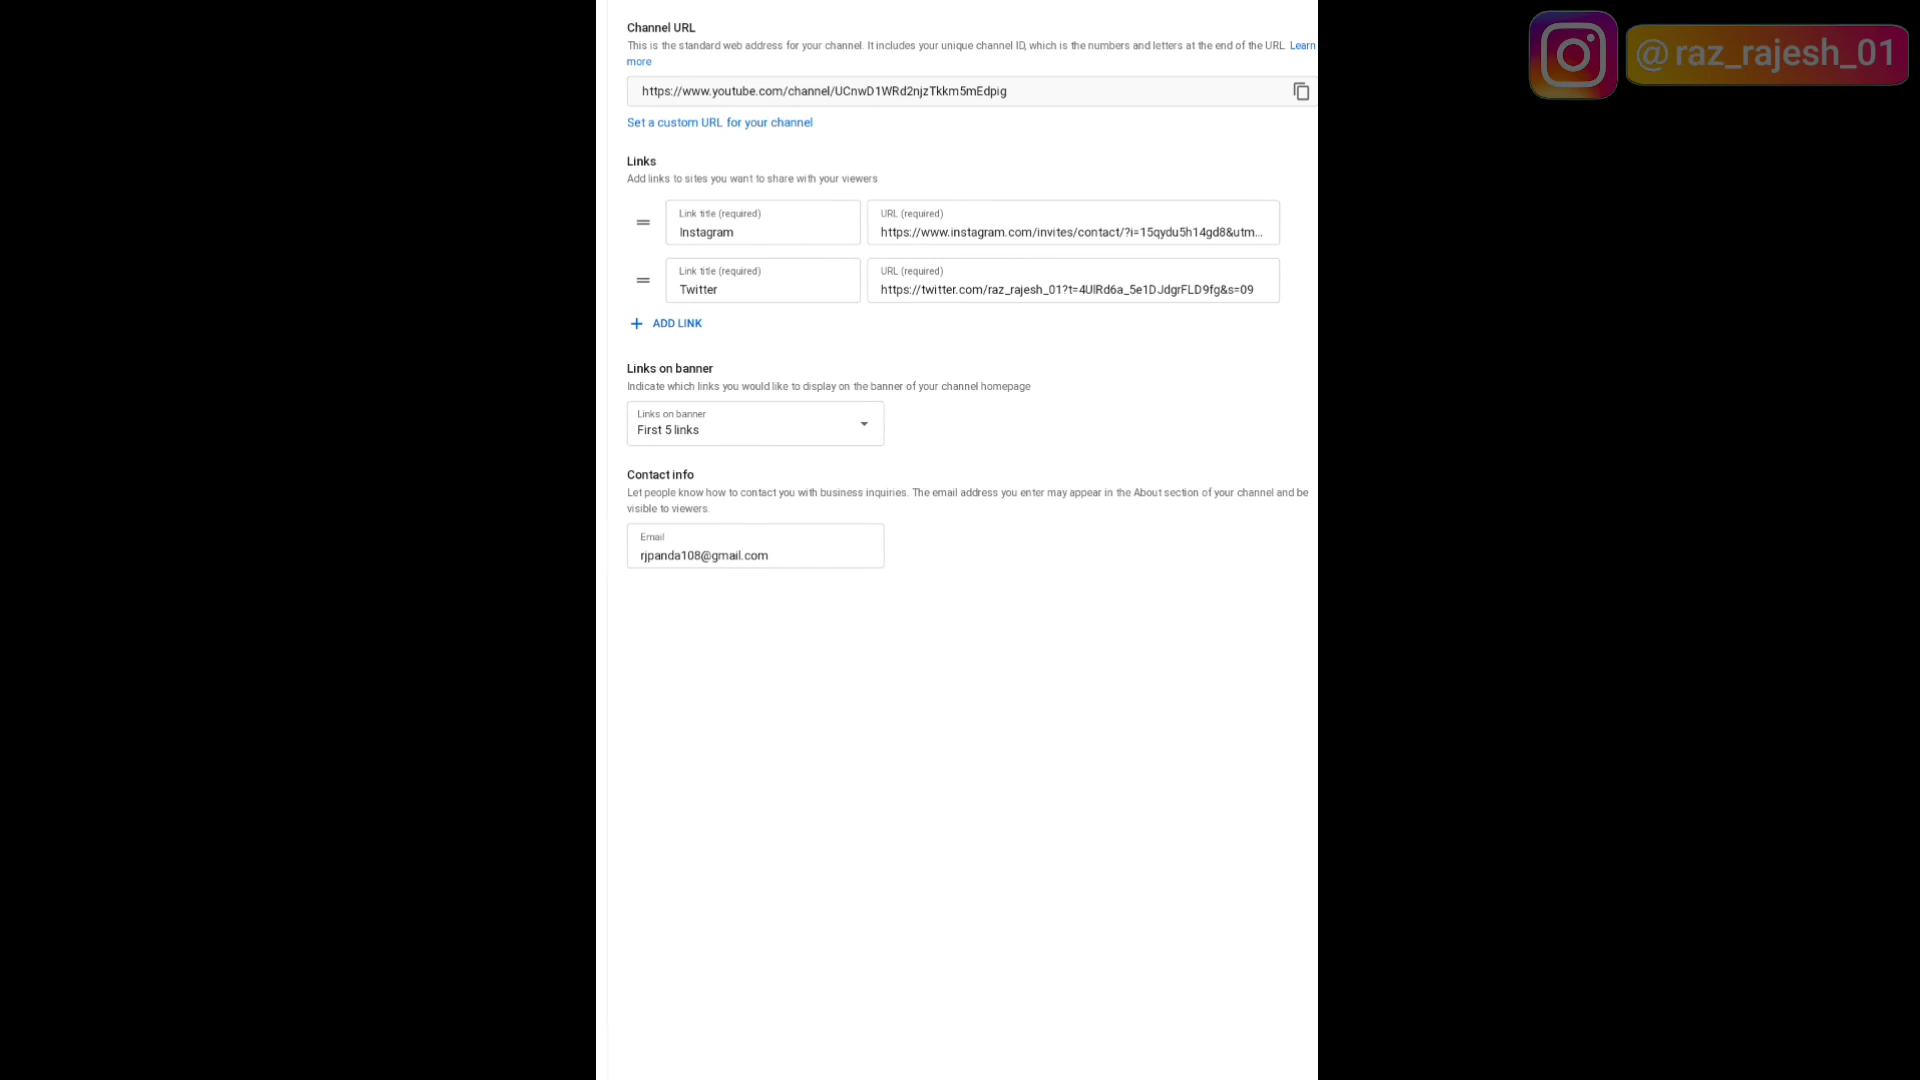 @raz_rajesh_01
Channel URL
This is the standard web address for your channel. It includes your unique channel ID, which is the numbers and letters at the end of the URL. Learn
more
https://www.youtube.com/channel/UCnwD1WRd2njzTkkm5mEdpig
Set a custom URL for your channel
Links
Add links to sites you want to share with your viewers
Link title (required)
Instagram
URL (required)
https://www.instagram.com/invites/contact/?i=15qydu5h14gd8&utm...
Link title (required)
Twitter
URL (required)
https://twitter.com/raz_rajesh_01?t=4UlRd6a_5e1DJdgrFLD9fg&s=09
ADD LINK
Links on banner
Indicate which links you would like to display on the banner of your channel homepage
Links on banner
First 5 links
Contact info
Let people know how to contact you with business inquiries. The email address you enter may appear in the About section of your channel and be
visible to viewers.
Email
rjpanda108@gmail.com